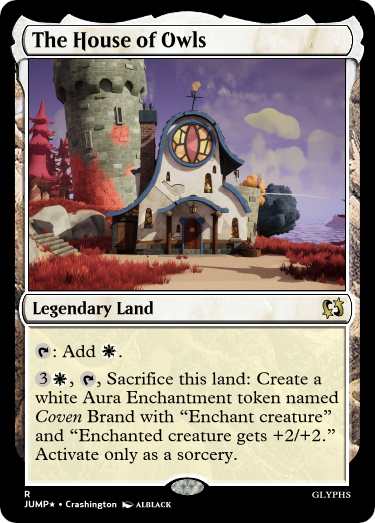 The House of Owls
Legendary Land
: Add .
3, , Sacrifice this land: Create a
white Aura Enchantment token named
Coven Brand with “Enchant creature”
and “Enchanted creature gets +2/+2.”
Activate only as a sorcery.
R GLYPHS
JUMP★ • Crashington ALBLACK